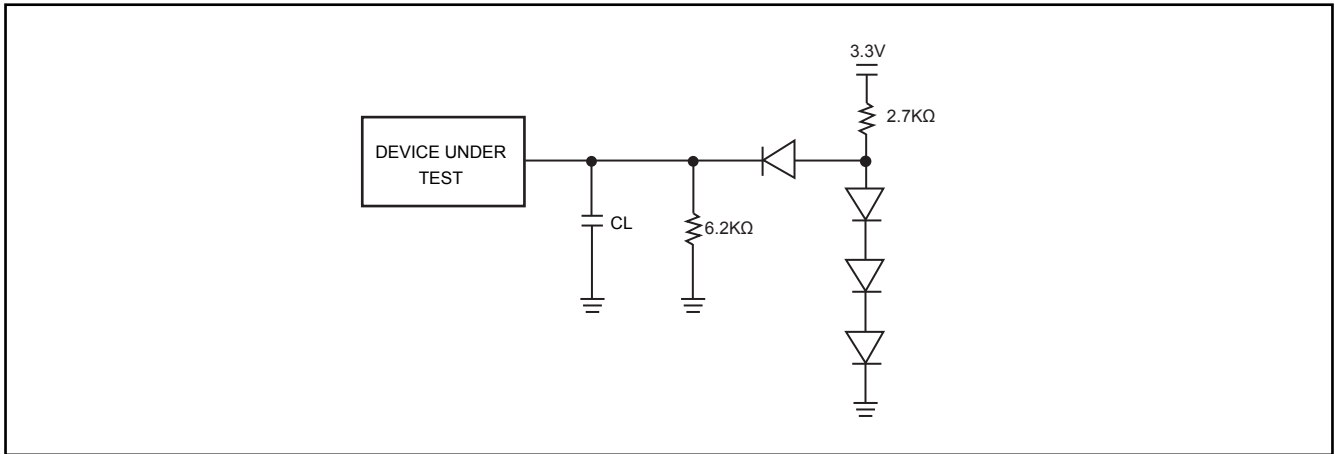 3.3V
2.7KΩ
DEVICE UNDER
TEST
CL
6.2KΩ